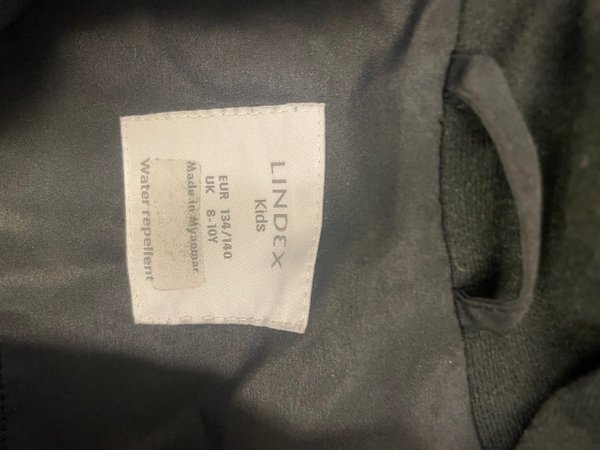 LINDEX
Kids
EUR 134/140
UK 8-10Y
Made in Myanmar
Water repellent